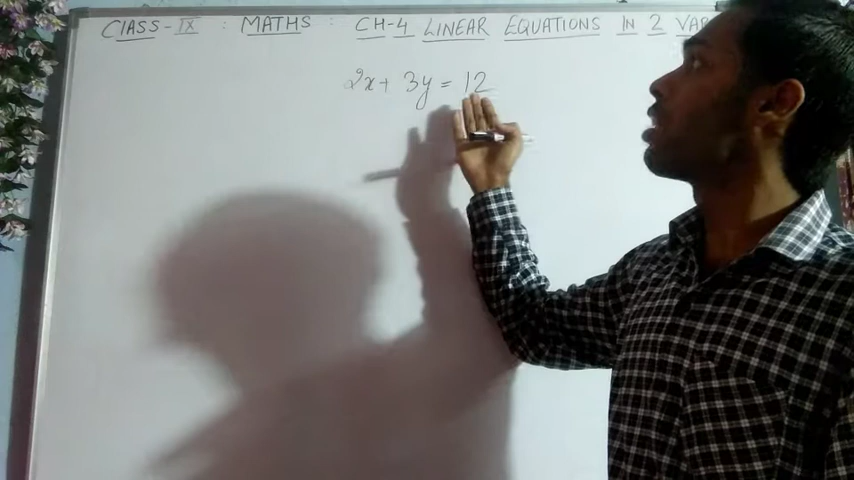 CLASS-IX : MATHS : CH-4 LINEAR EQUATIONS IN 2 VAR
2x + 3y = 12